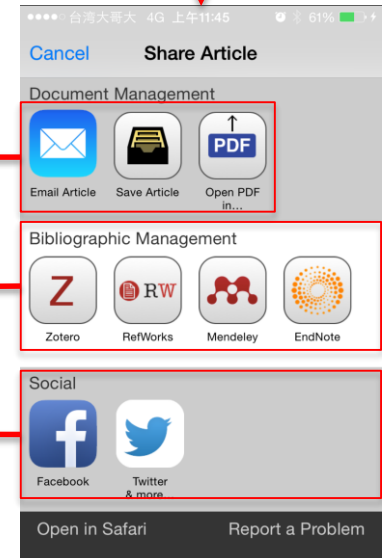 台湾大哥大 4G 上午11:45 61%
Cancel Share Article
Document Management
PDF
Email Article Save Article Open PDF
in...
Bibliographic Management
Z RW
Zotero RefWorks Mendeley EndNote
Social
f
Facebook Twitter
& more...
Open in Safari Report a Problem